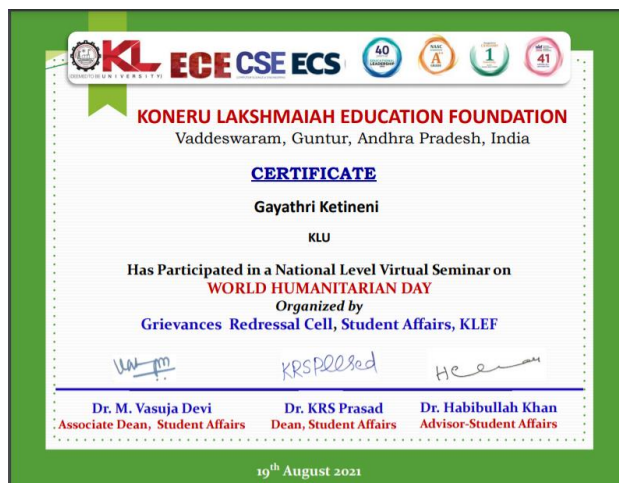 KL ECE CSE ECS 40 1 41
KONERU LAKSHMAIAH EDUCATION FOUNDATION
Vaddeswaram, Guntur, Andhra Pradesh, India
CERTIFICATE
Gayathri Ketineni
KLU
Has Participated in a National Level Virtual Seminar on
WORLD HUMANITARIAN DAY
Organized by
Grievances Redressal Cell, Student Affairs, KLEF
KRSPrasad
Dr. M. Vasuja Devi Dr. KRS Prasad Dr. Habibullah Khan
Associate Dean, Student Affairs Dean, Student Affairs Advisor-Student Affairs
19th August 2021